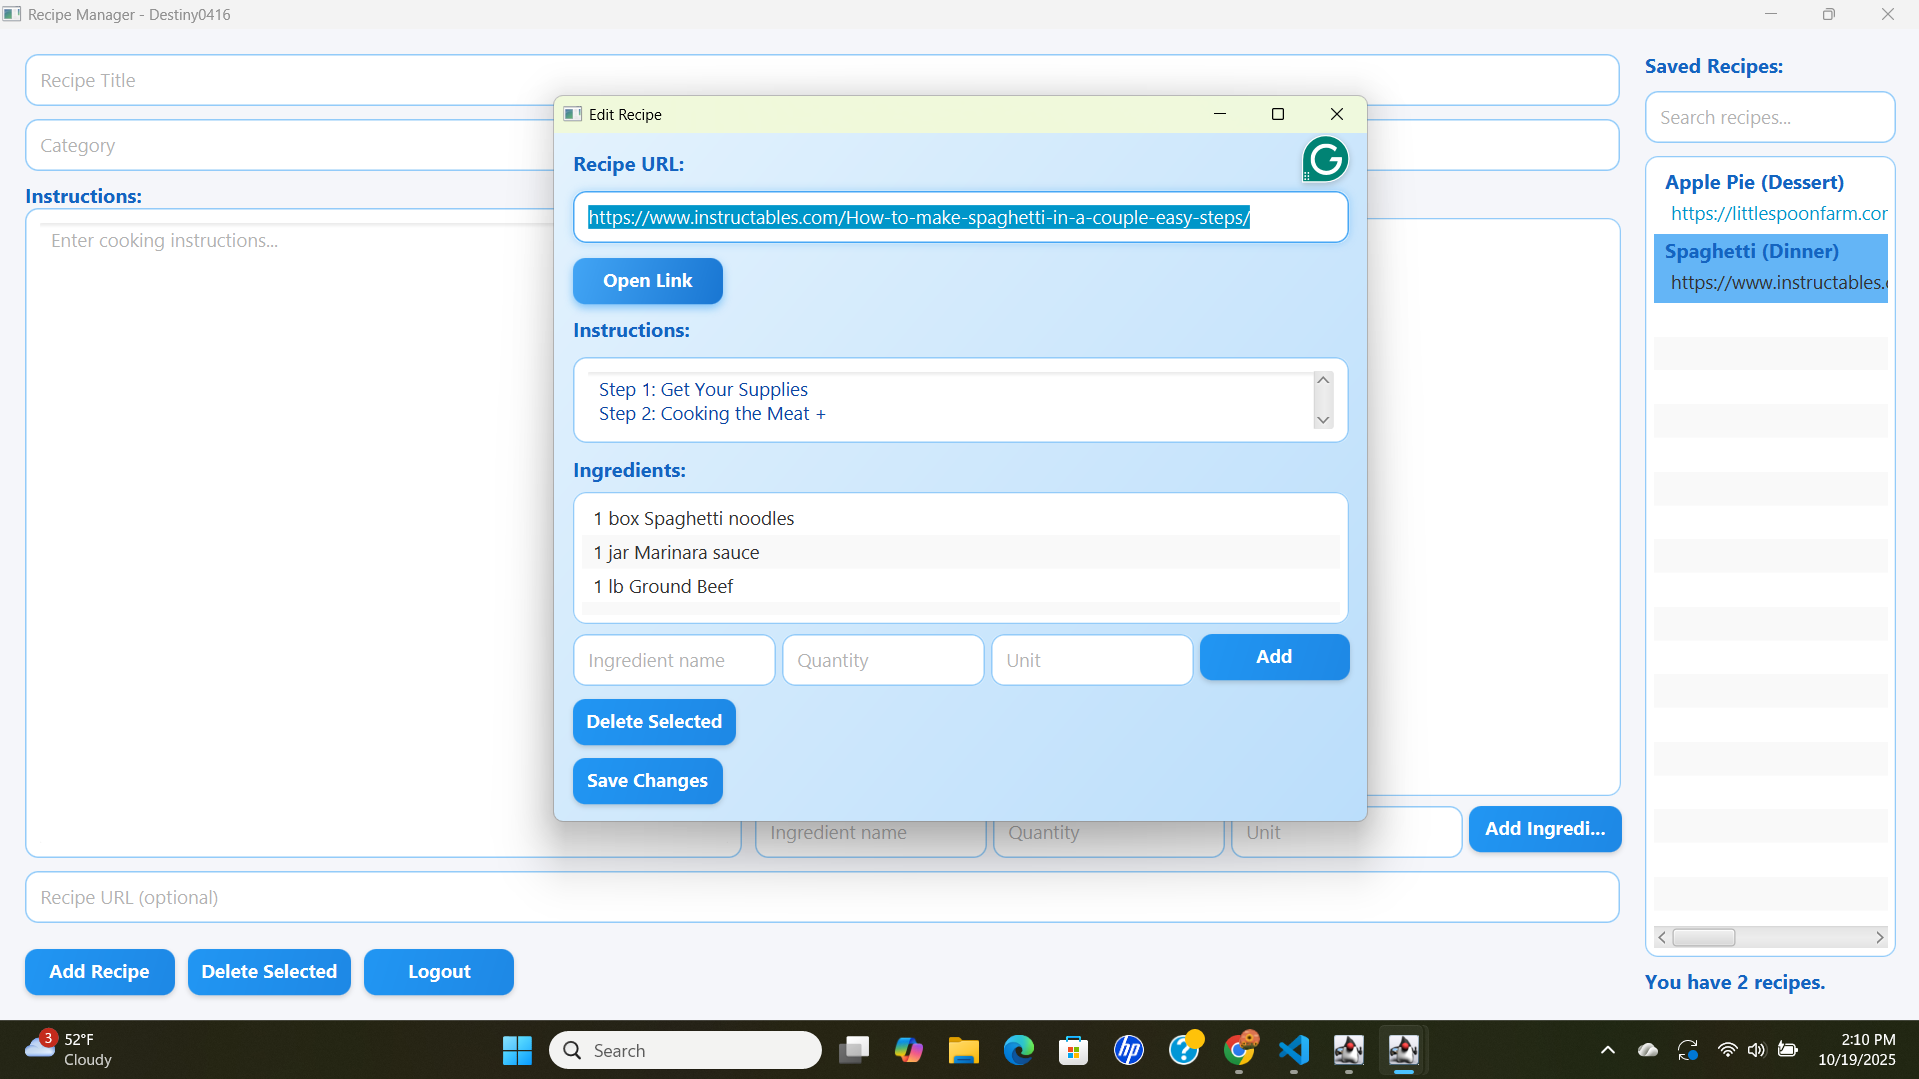 Recipe Manager - Destiny0416
Recipe Title
Category
Instructions:
Enter cooking instructions...
Edit Recipe
Recipe URL:
https://www.instructables.com/How-to-make-spaghetti-in-a-couple-easy-steps/
Open Link
Instructions:
Step 1: Get Your Supplies
Step 2: Cooking the Meat +
Ingredients:
1 box Spaghetti noodles
1 jar Marinara sauce
1 lb Ground Beef
Ingredient name Quantity Unit Add
Delete Selected
Save Changes
Ingredient name Quantity Unit Add Ingredi...
Recipe URL (optional)
Add Recipe Delete Selected Logout
Saved Recipes:
Search recipes...
Apple Pie (Dessert)
https://littlespoonfarm.cor
Spaghetti (Dinner)
https://www.instructables.
You have 2 recipes.
3
52°F
Cloudy
Search
hp
2:10 PM
10/19/2025